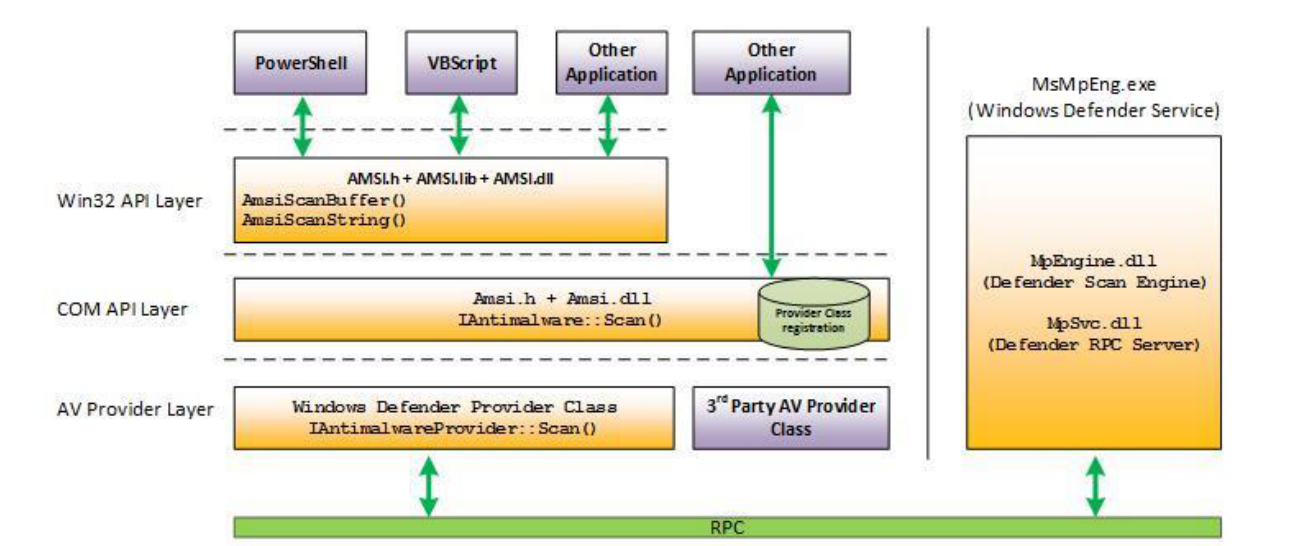 PowerShell
VBScript
Other
Application
Other
Application
MsMpEng.exe
(Windows Defender Service)
Win32 API Layer
AMSI.h + AMSI.lib + AMSI.dll
AmsiScanBuffer()
AmsiScanString()
COM API Layer
Amsi.h + Amsi.dll
IAntimalware::Scan()
Provider Class
registration
MpEngine.dll
(Defender Scan Engine)
MpSvc.dll
(Defender RPC Server)
AV Provider Layer
Windows Defender Provider Class
IAntimalwareProvider::Scan()
3rd Party AV Provider
Class
RPC